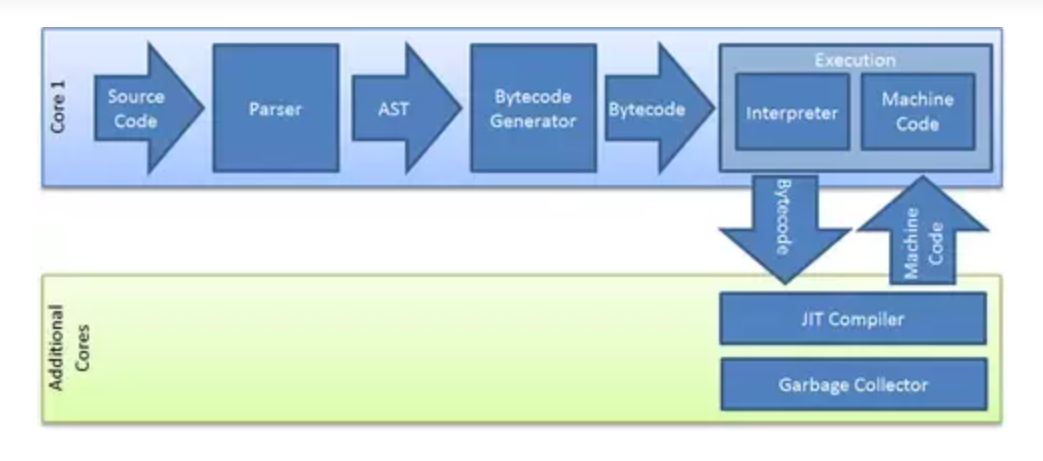 Core 1
Source
Code
Parser
AST
Bytecode
Generator
Bytecode
Execution
Interpreter
Machine
Code
Bytecode
Machine
Code
Additional
Cores
JIT Compiler
Garbage Collector